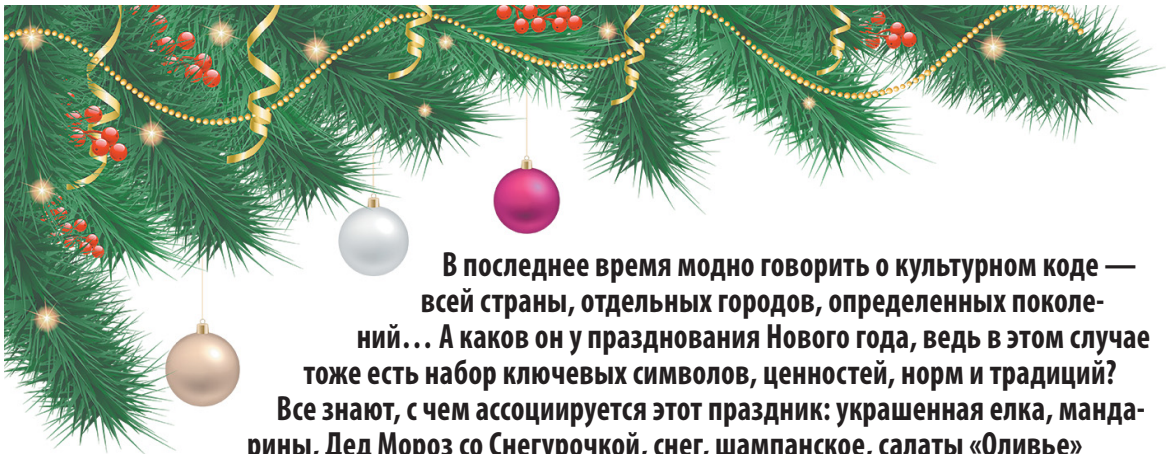 В последнее время модно говорить о культурном коде —
всей страны, отдельных городов, определенных поколе-
ний… А каков он у празднования Нового года, ведь в этом случае
тоже есть набор ключевых символов, ценностей, норм и традиций?
Все знают, с чем ассоциируется этот праздник: украшенная елка, манда-
рины, Дед Мороз со Снегурочкой, снег, шампанское, салаты «Оливье»